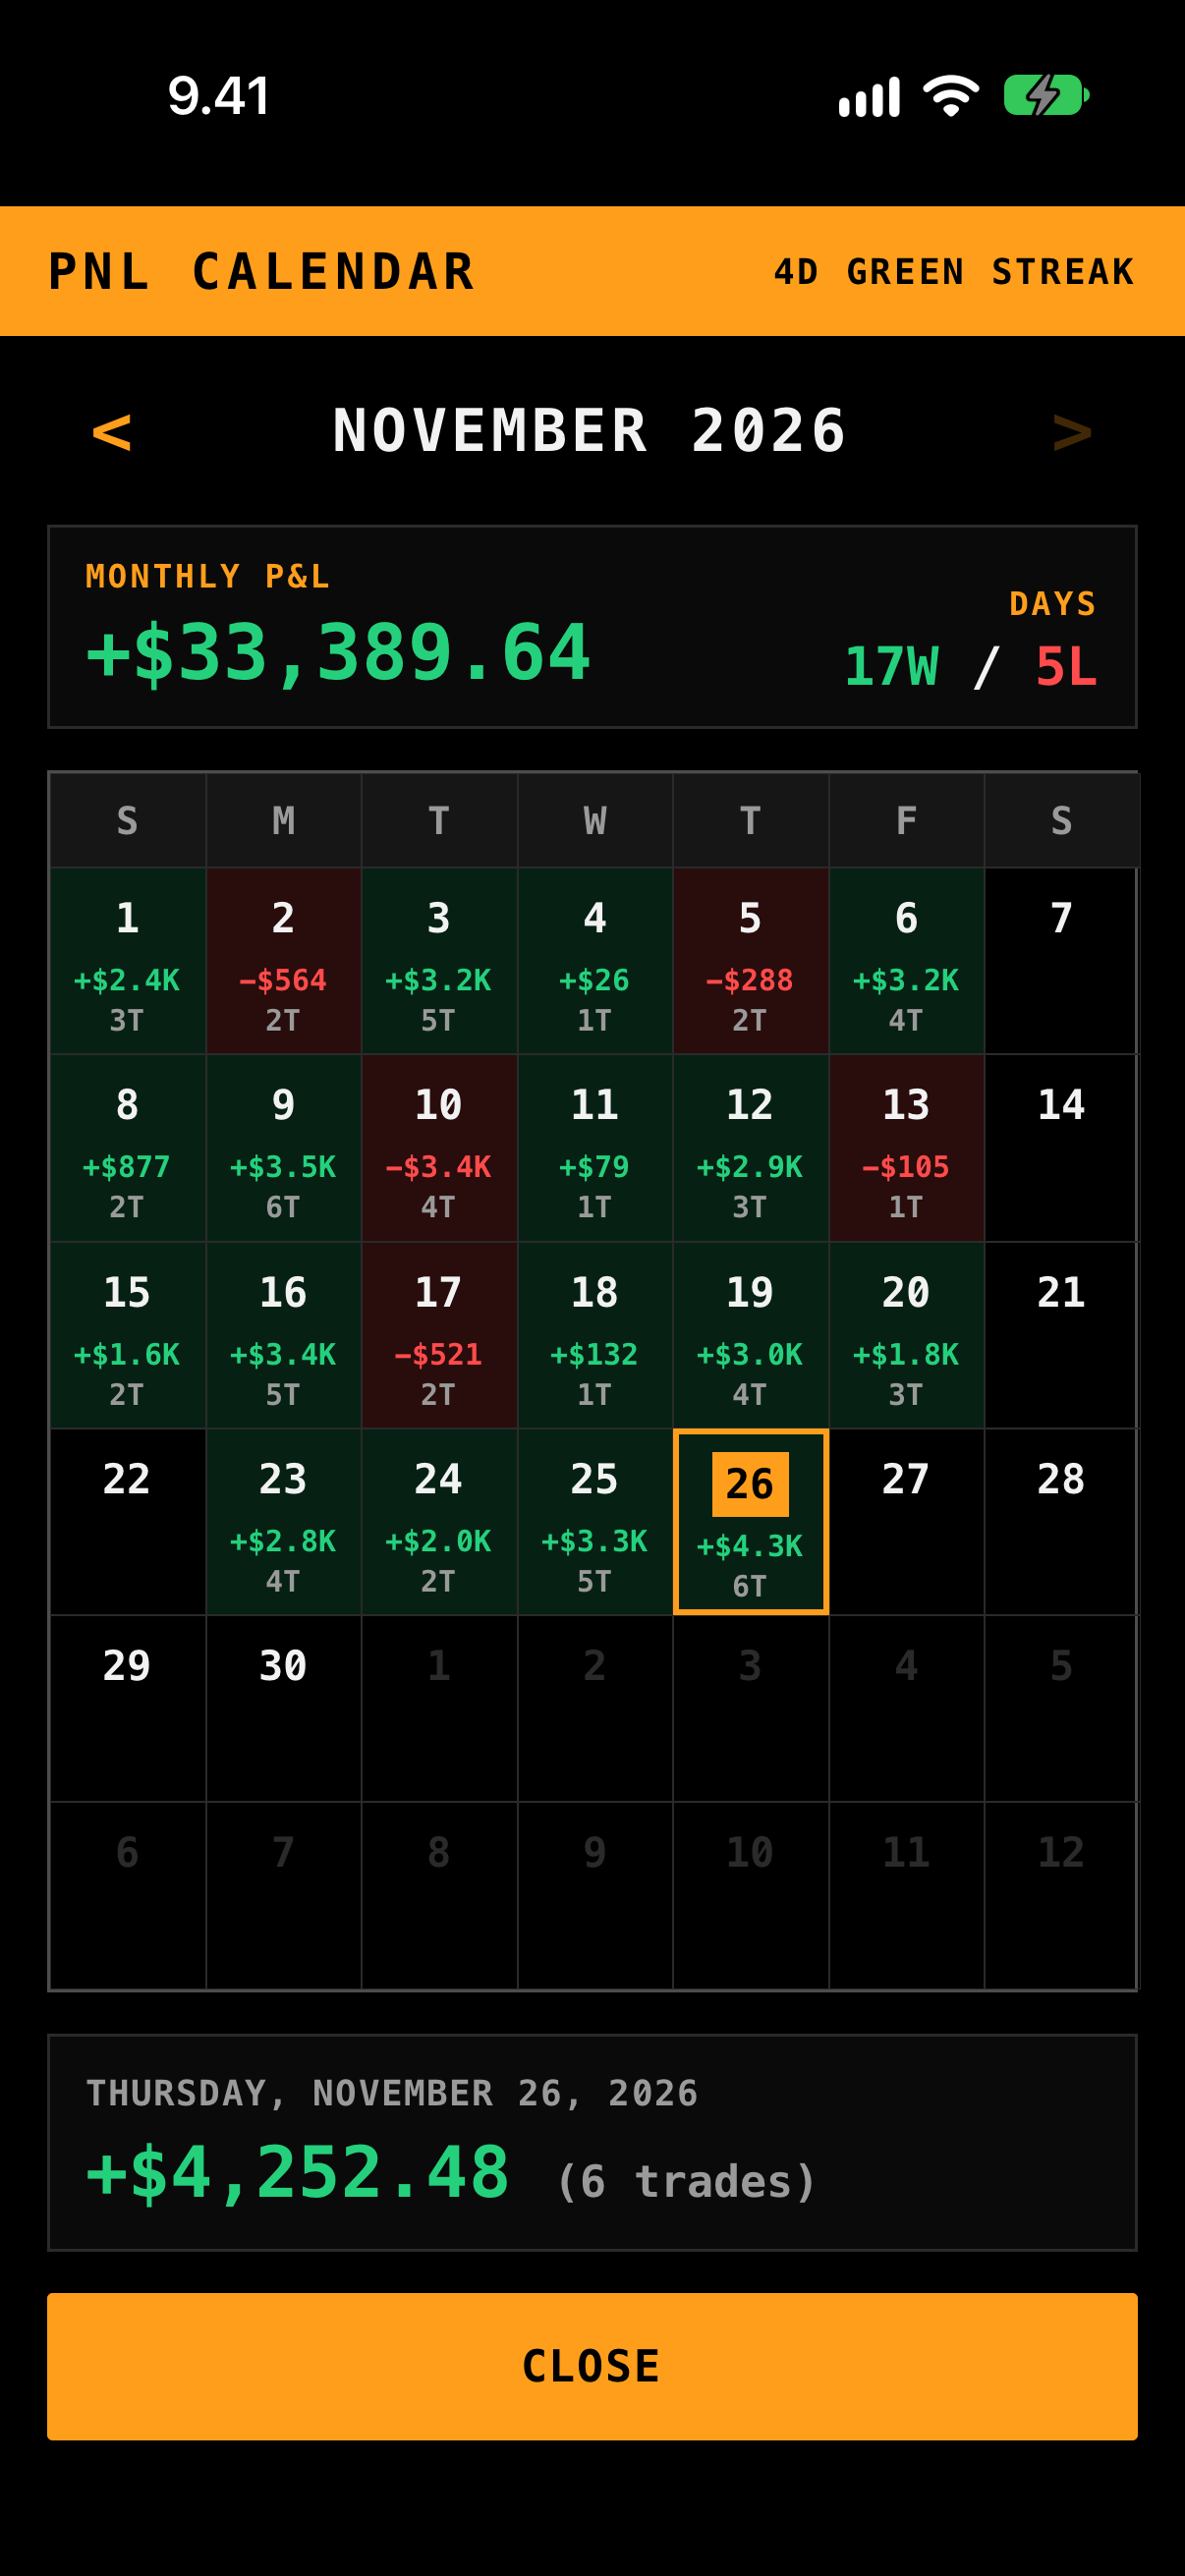 9.41
PNL CALENDAR 4D GREEN STREAK
< NOVEMBER 2026 >
MONTHLY P&L
DAYS
+$33,389.64
17W / 5L
S M T W T F S
1 2 3 4 5 6 7
+$2.4K −$564 +$3.2K +$26 −$288 +$3.2K
3T 2T 5T 1T 2T 4T
8 9 10 11 12 13 14
+$877 +$3.5K −$3.4K +$79 +$2.9K −$105
2T 6T 4T 1T 3T 1T
15 16 17 18 19 20 21
+$1.6K +$3.4K −$521 +$132 +$3.0K +$1.8K
2T 5T 2T 1T 4T 3T
22 23 24 25 26 27 28
+$2.8K +$2.0K +$3.3K +$4.3K
4T 2T 5T 6T
29 30 1 2 3 4 5
6 7 8 9 10 11 12
THURSDAY, NOVEMBER 26, 2026
+$4,252.48 (6 trades)
CLOSE